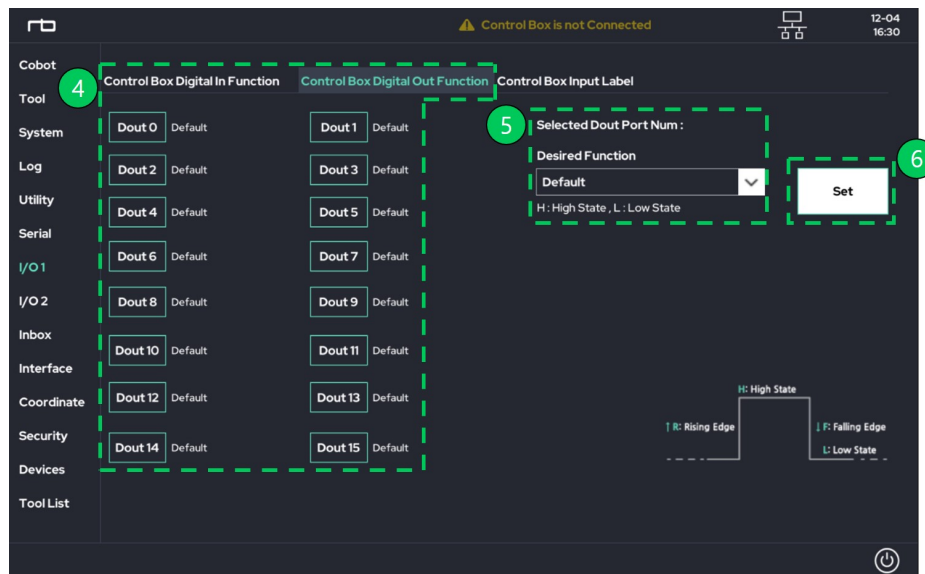 rb
Control Box is not Connected
12-04
16:30
Cobot
Tool
System
Log
Utility
Serial
I/O 1
I/O 2
Inbox
Interface
Coordinate
Security
Devices
Tool List
4
Control Box Digital In Function Control Box Digital Out Function Control Box Input Label
Dout 0 Default Dout 1 Default
Dout 2 Default Dout 3 Default
Dout 4 Default Dout 5 Default
Dout 6 Default Dout 7 Default
Dout 8 Default Dout 9 Default
Dout 10 Default Dout 11 Default
Dout 12 Default Dout 13 Default
Dout 14 Default Dout 15 Default
5
Selected Dout Port Num :
Desired Function
Default
H : High State , L : Low State
6
Set
H: High State
↑ R: Rising Edge
↓ F: Falling Edge
L: Low State